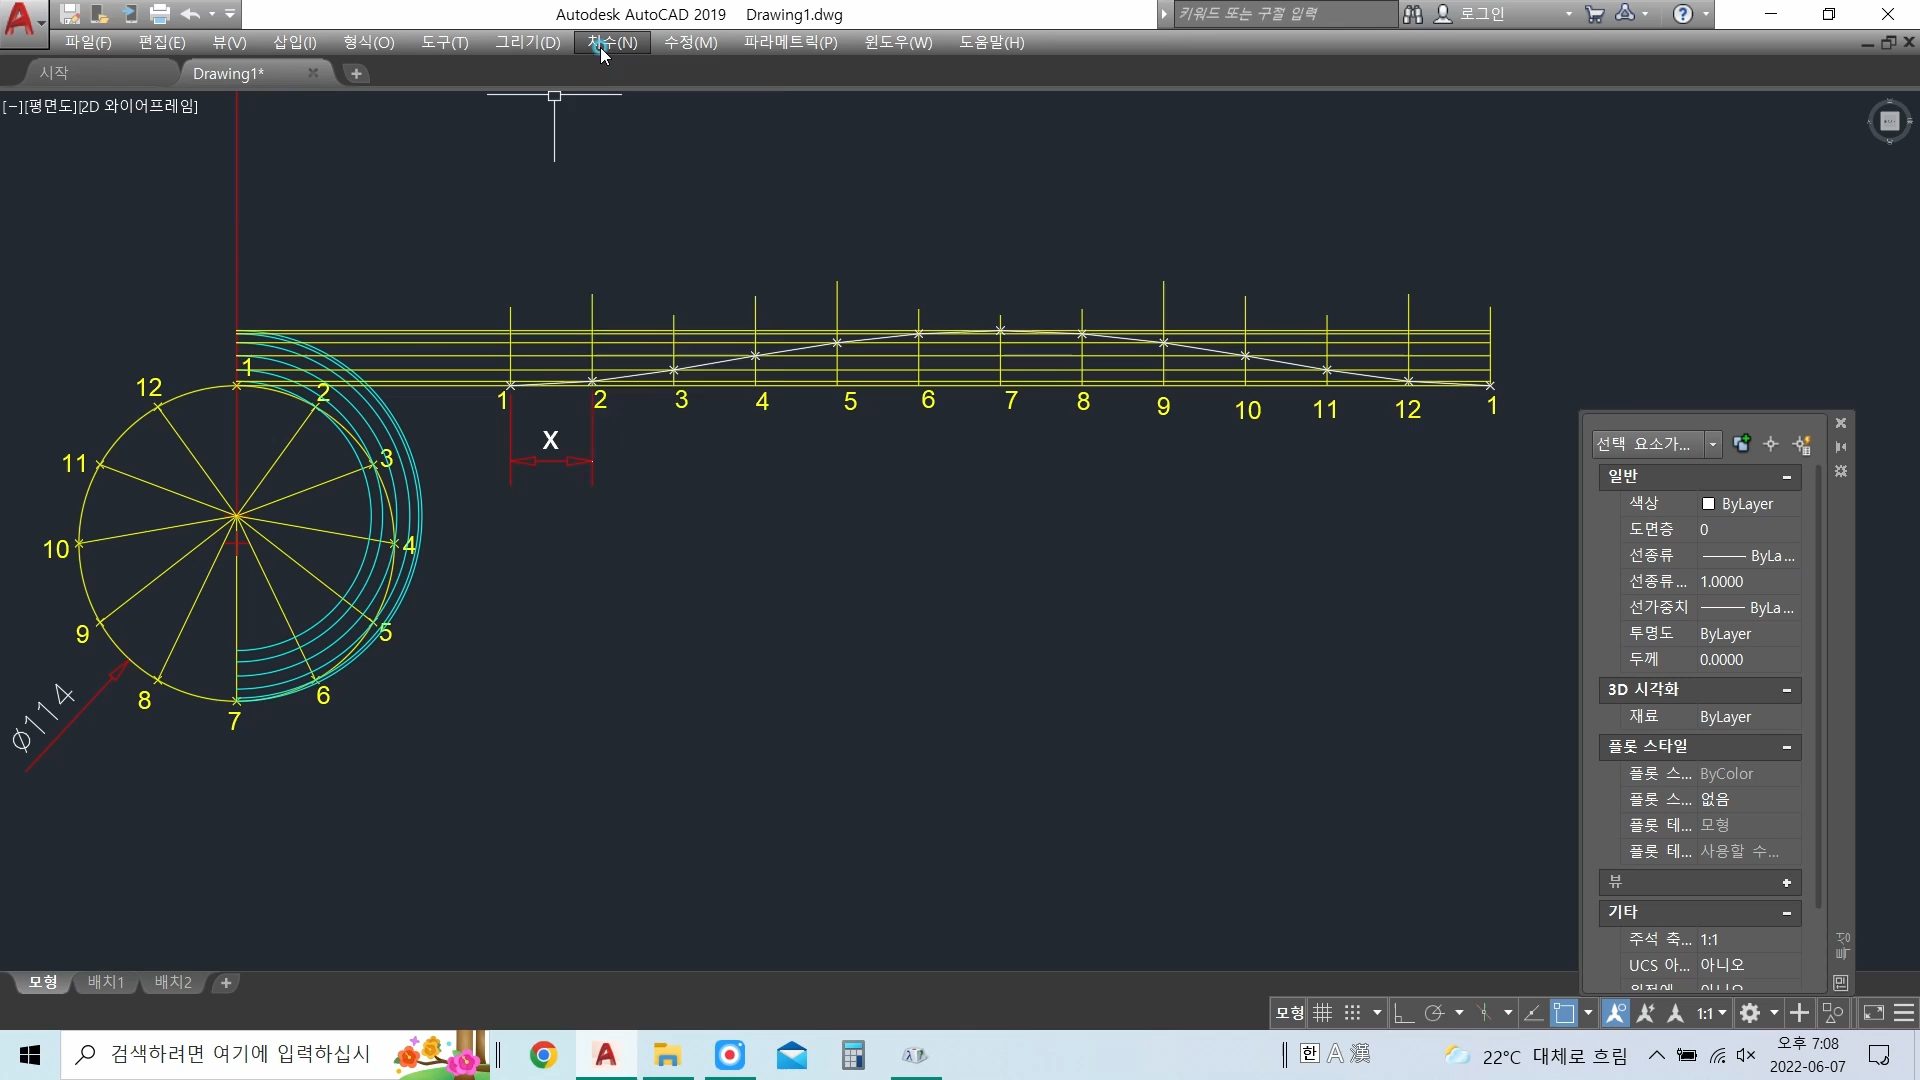 Autodesk AutoCAD 2019 Drawing1.dwg
키워드 또는 구절 입력
로그인
파일(F) 편집(E) 뷰(V) 삽입(I) 형식(O) 도구(T) 그리기(D) 치수(N) 수정(M) 파라메트릭(P) 윈도우(W) 도움말(H)
시작 Drawing1*
[−][평면도][2D 와이어프레임]
12 1 2
11 3
10 4
9 5
8 7 6
∅114
1 2 3 4 5 6 7 8 9 10 11 12 1
X
선택 요소가...
일반
색상 ByLayer
도면층 0
선종류 ByLa...
선종류... 1.0000
선가중치 ByLa...
투명도 ByLayer
두께 0.0000
3D 시각화
재료 ByLayer
플롯 스타일
플롯 스... ByColor
플롯 스... 없음
플롯 테... 모형
플롯 테... 사용할 수...
뷰
기타
주석 축... 1:1
UCS 아... 아니오
특성
모형 배치1 배치2
모형 1:1
검색하려면 여기에 입력하십시
한 A 漢
22°C 대체로 흐림
오후 7:08
2022-06-07